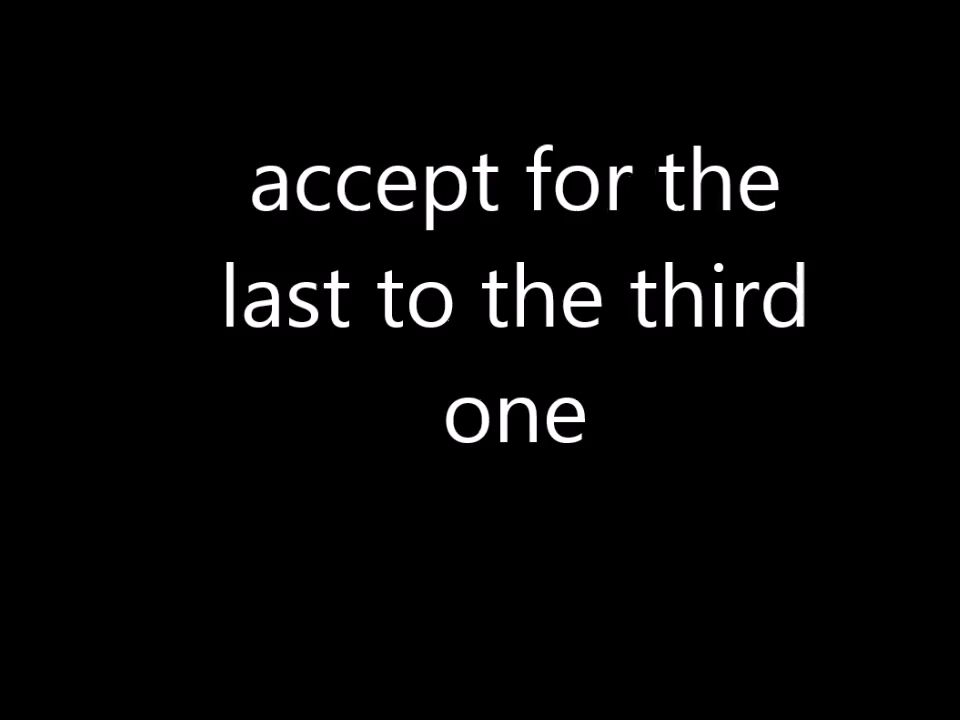 accept for the
last to the third
one